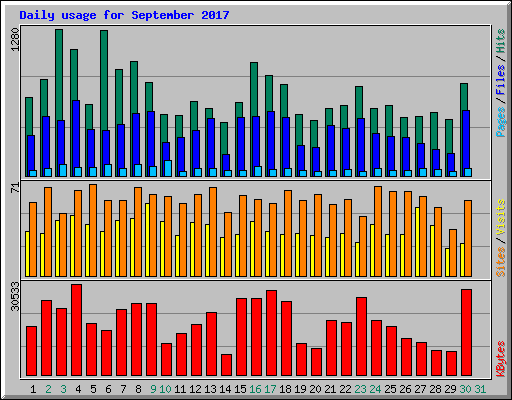 Daily usage for September 2017
1280
Pages / Files / Hits
71
Sites / Visits
30533
KBytes
1 2 3 4 5 6 7 8 9 10 11 12 13 14 15 16 17 18 19 20 21 22 23 24 25 26 27 28 29 30 31